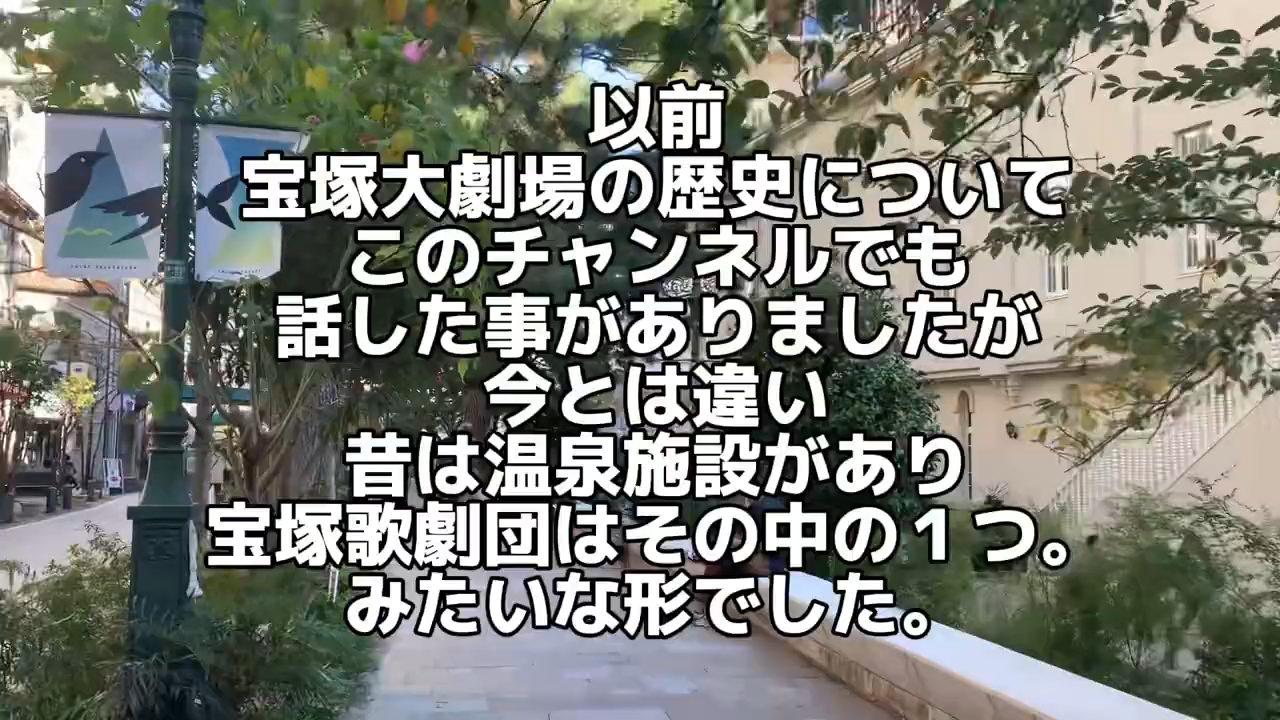 以前
宝塚大劇場の歴史について
このチャンネルでも
話した事がありましたが
今とは違い
昔は温泉施設があり
宝塚歌劇団はその中の１つ。
みたいな形でした。